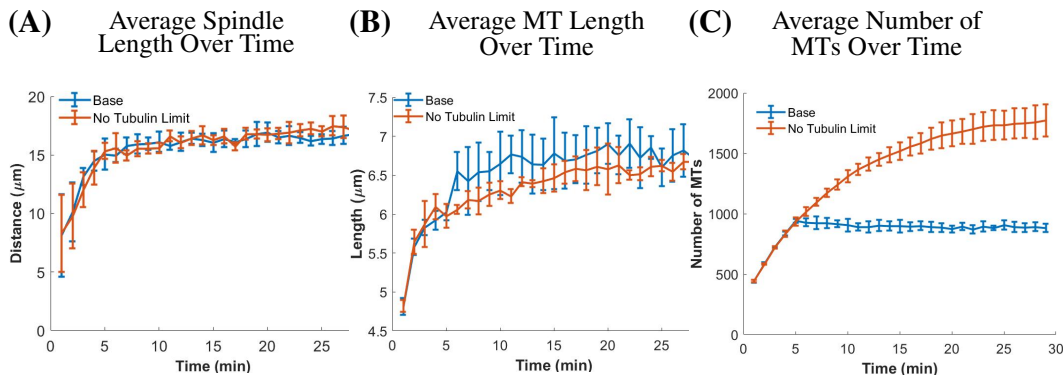 (A) Average Spindle
Length Over Time
20
15
10
5
0
Distance (μm)
Base
No Tubulin Limit
0 5 10 15 20 25
Time (min)
(B) Average MT Length
Over Time
7.5
7
6.5
6
5.5
5
4.5
Length (μm)
Base
No Tubulin Limit
0 5 10 15 20 25
Time (min)
(C) Average Number of
MTs Over Time
2000
1500
1000
500
0
Number of MTs
Base
No Tubulin Limit
0 5 10 15 20 25 30
Time (min)